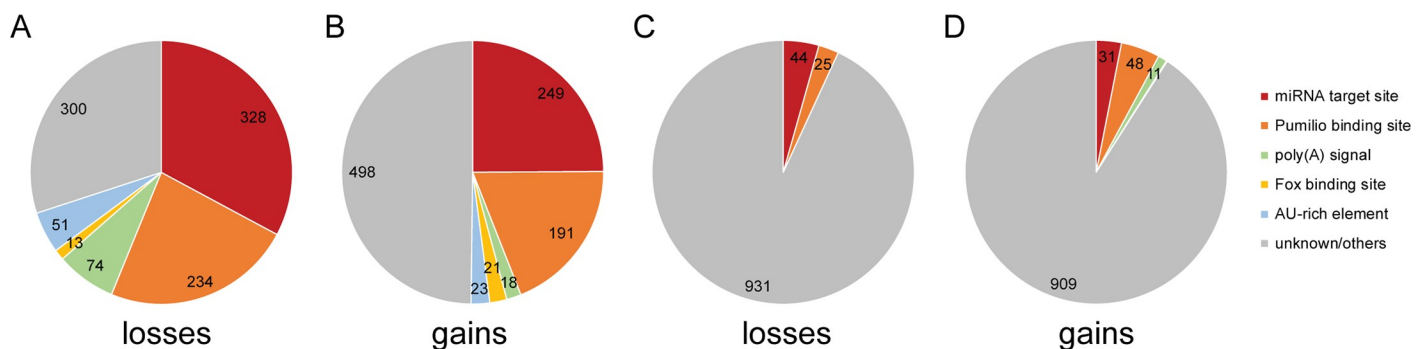 A
300
328
51
13
74
234
losses
B
249
498
191
21
18
23
gains
C
44
25
931
losses
D
31
48
11
909
gains
miRNA target site
Pumilio binding site
poly(A) signal
Fox binding site
AU-rich element
unknown/others